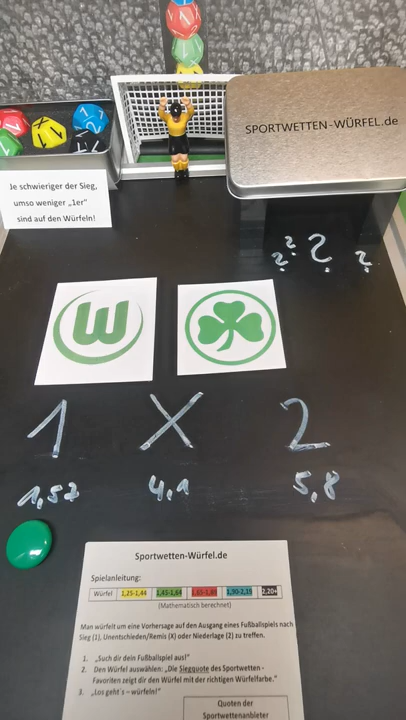 SPORTWETTEN-WÜRFEL.de
Je schwieriger der Sieg,
umso weniger „1er"
sind auf den Würfeln!
? ? ? ?
W
1 X 2
1,57 4,1 5,8
Sportwetten-Würfel.de
Spielanleitung:
Würfel 1,25-1,44 1,45-1,64 1,65-1,89 1,90-2,19 2,20+
(Mathematisch berechnet)
Man würfelt um eine Vorhersage auf den Ausgang eines Fußballspiels nach
Sieg (1), Unentschieden/Remis (X) oder Niederlage (2) zu treffen.
1. „Such dir dein Fußballspiel aus!"
2. Den Würfel auswählen: „Die Siegquote des Sportwetten -
Favoriten zeigt dir den Würfel mit der richtigen Würfelfarbe."
3. „Los geht´s – würfeln!"
Quoten der
Sportwettenanbieter